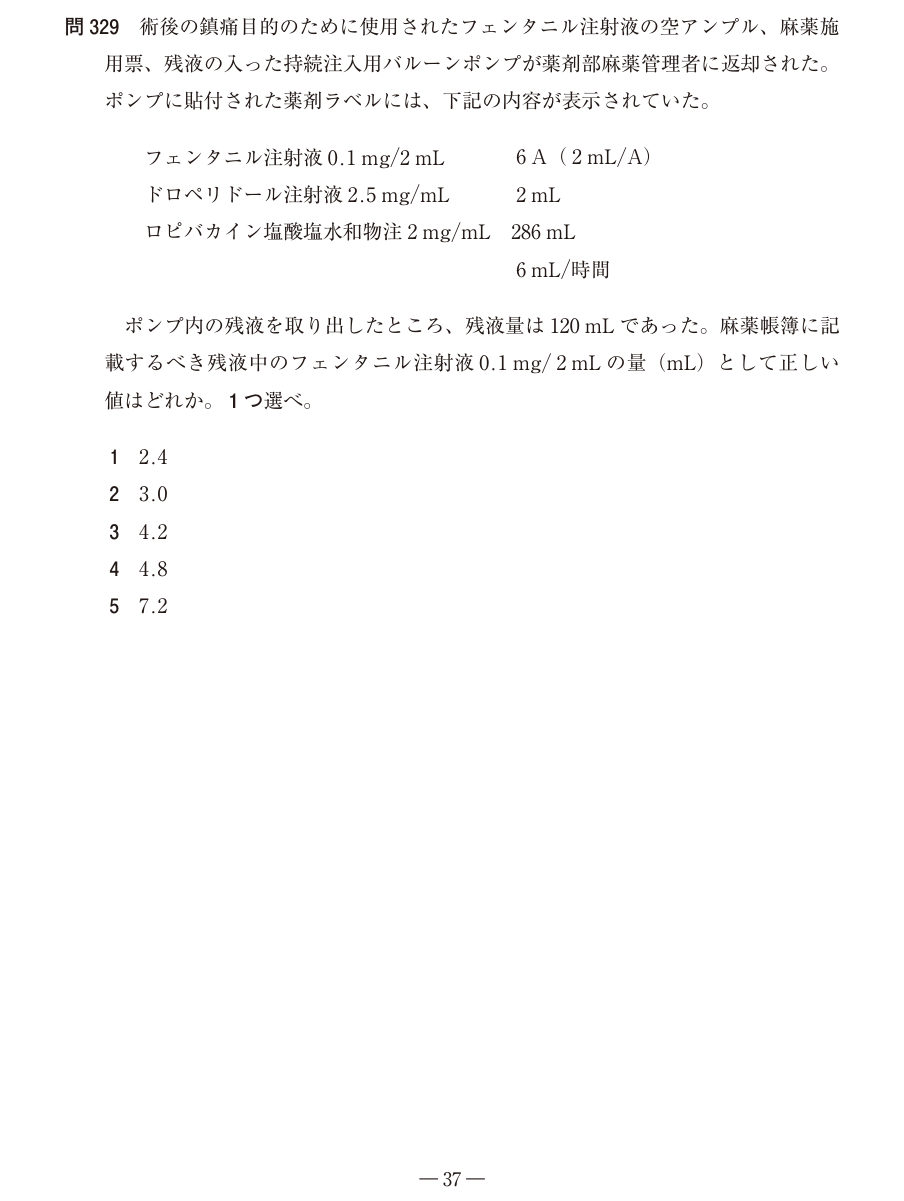 問 329 術後の鎮痛目的のために使用されたフェンタニル注射液の空アンプル、麻薬施
用票、残液の入った持続注入用バルーンポンプが薬剤部麻薬管理者に返却された。
ポンプに貼付された薬剤ラベルには、下記の内容が表示されていた。
フェンタニル注射液 0.1 mg/2 mL 6 A（2 mL/A）
ドロペリドール注射液 2.5 mg/mL 2 mL
ロピバカイン塩酸塩水和物注 2 mg/mL 286 mL
6 mL/時間
ポンプ内の残液を取り出したところ、残液量は 120 mL であった。麻薬帳簿に記
載するべき残液中のフェンタニル注射液 0.1 mg/ 2 mL の量（mL）として正しい
値はどれか。1つ選べ。
1 2.4
2 3.0
3 4.2
4 4.8
5 7.2
— 37 —